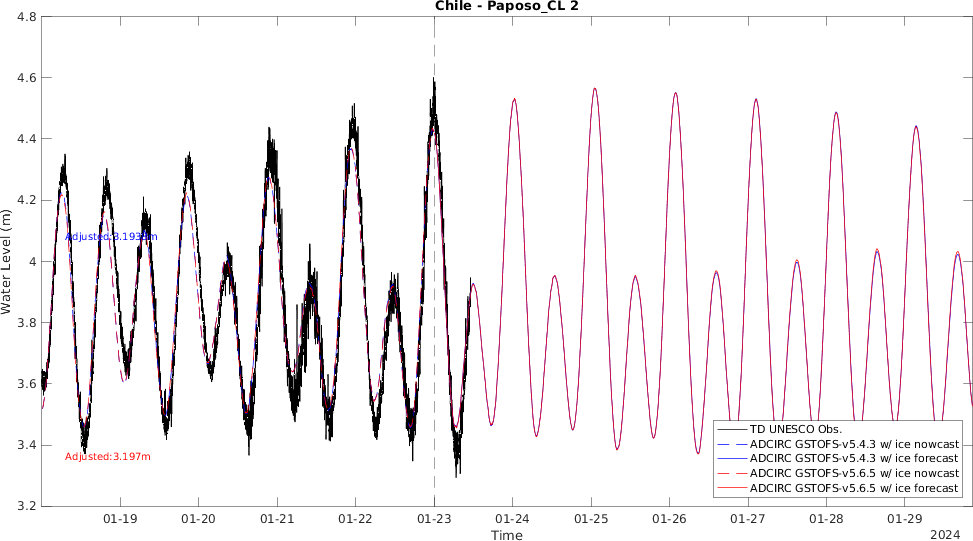 Chile - Paposo_CL 2
4.8
4.6
4.4
4.2
4
3.8
3.6
3.4
3.2
Water Level (m)
Adjusted:3.193m
Adjusted:3.197m
TD UNESCO Obs.
ADCIRC GSTOFS-v5.4.3 w/ ice nowcast
ADCIRC GSTOFS-v5.4.3 w/ ice forecast
ADCIRC GSTOFS-v5.6.5 w/ ice nowcast
ADCIRC GSTOFS-v5.6.5 w/ ice forecast
01-19 01-20 01-21 01-22 01-23 01-24 01-25 01-26 01-27 01-28 01-29
Time
2024